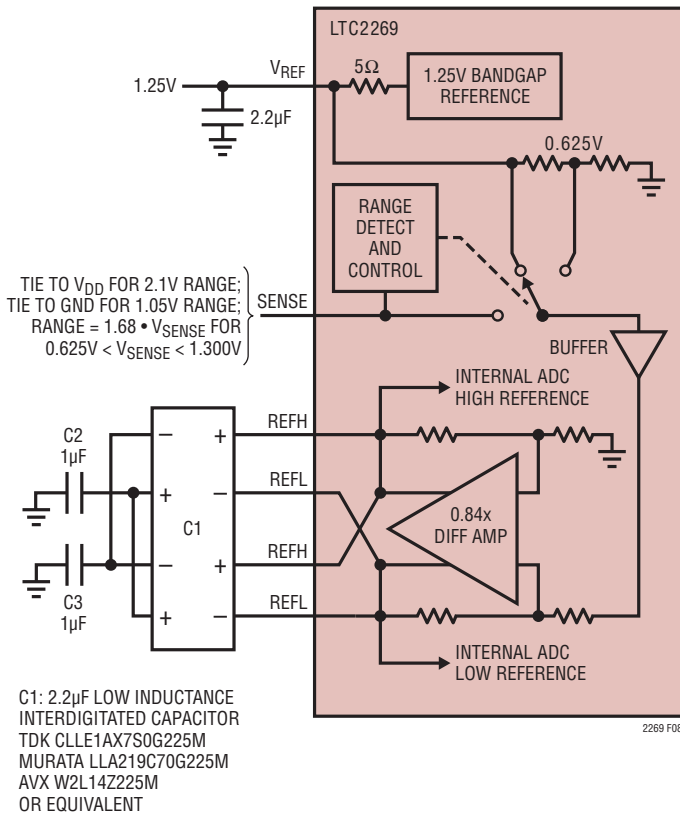 LTC2269
VREF
5Ω
1.25V
1.25V BANDGAP
REFERENCE
2.2µF
0.625V
RANGE
DETECT
AND
CONTROL
TIE TO VDD FOR 2.1V RANGE;
TIE TO GND FOR 1.05V RANGE;
RANGE = 1.68 • VSENSE FOR
0.625V < VSENSE < 1.300V
SENSE
BUFFER
INTERNAL ADC
HIGH REFERENCE
C2
1µF
REFH
REFL
C1
0.84x
DIFF AMP
REFH
REFL
C3
1µF
– +
+ –
– +
+ –
INTERNAL ADC
LOW REFERENCE
C1: 2.2µF LOW INDUCTANCE
INTERDIGITATED CAPACITOR
TDK CLLE1AX7S0G225M
MURATA LLA219C70G225M
AVX W2L14Z225M
OR EQUIVALENT
2269 F08